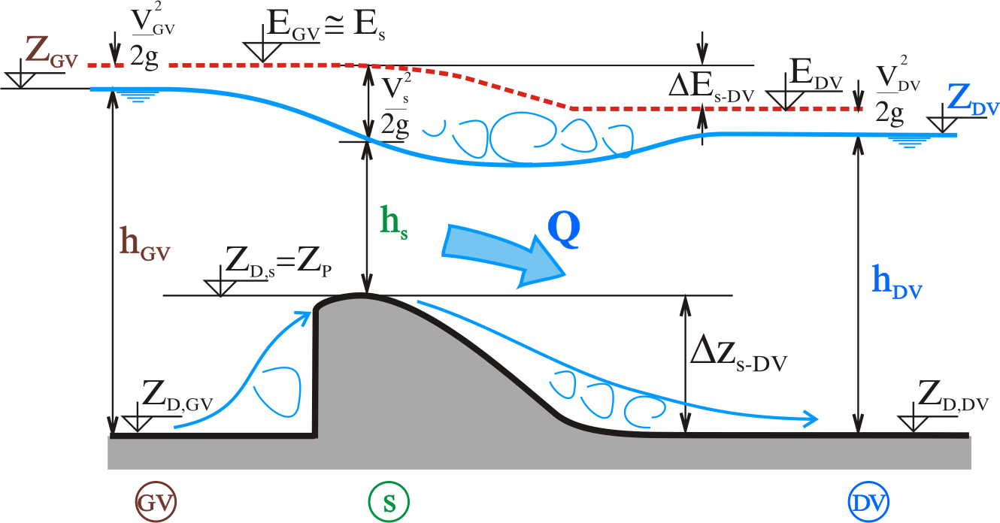 Z_GV
V²_GV
2g
E_GV ≅ E_s
V²_s
2g
ΔE_s-DV
E_DV
V²_DV
2g
Z_DV
h_GV
h_s
Q
h_DV
Z_D,s=Z_P
Δz_s-DV
Z_D,GV
Z_D,DV
GV
s
DV